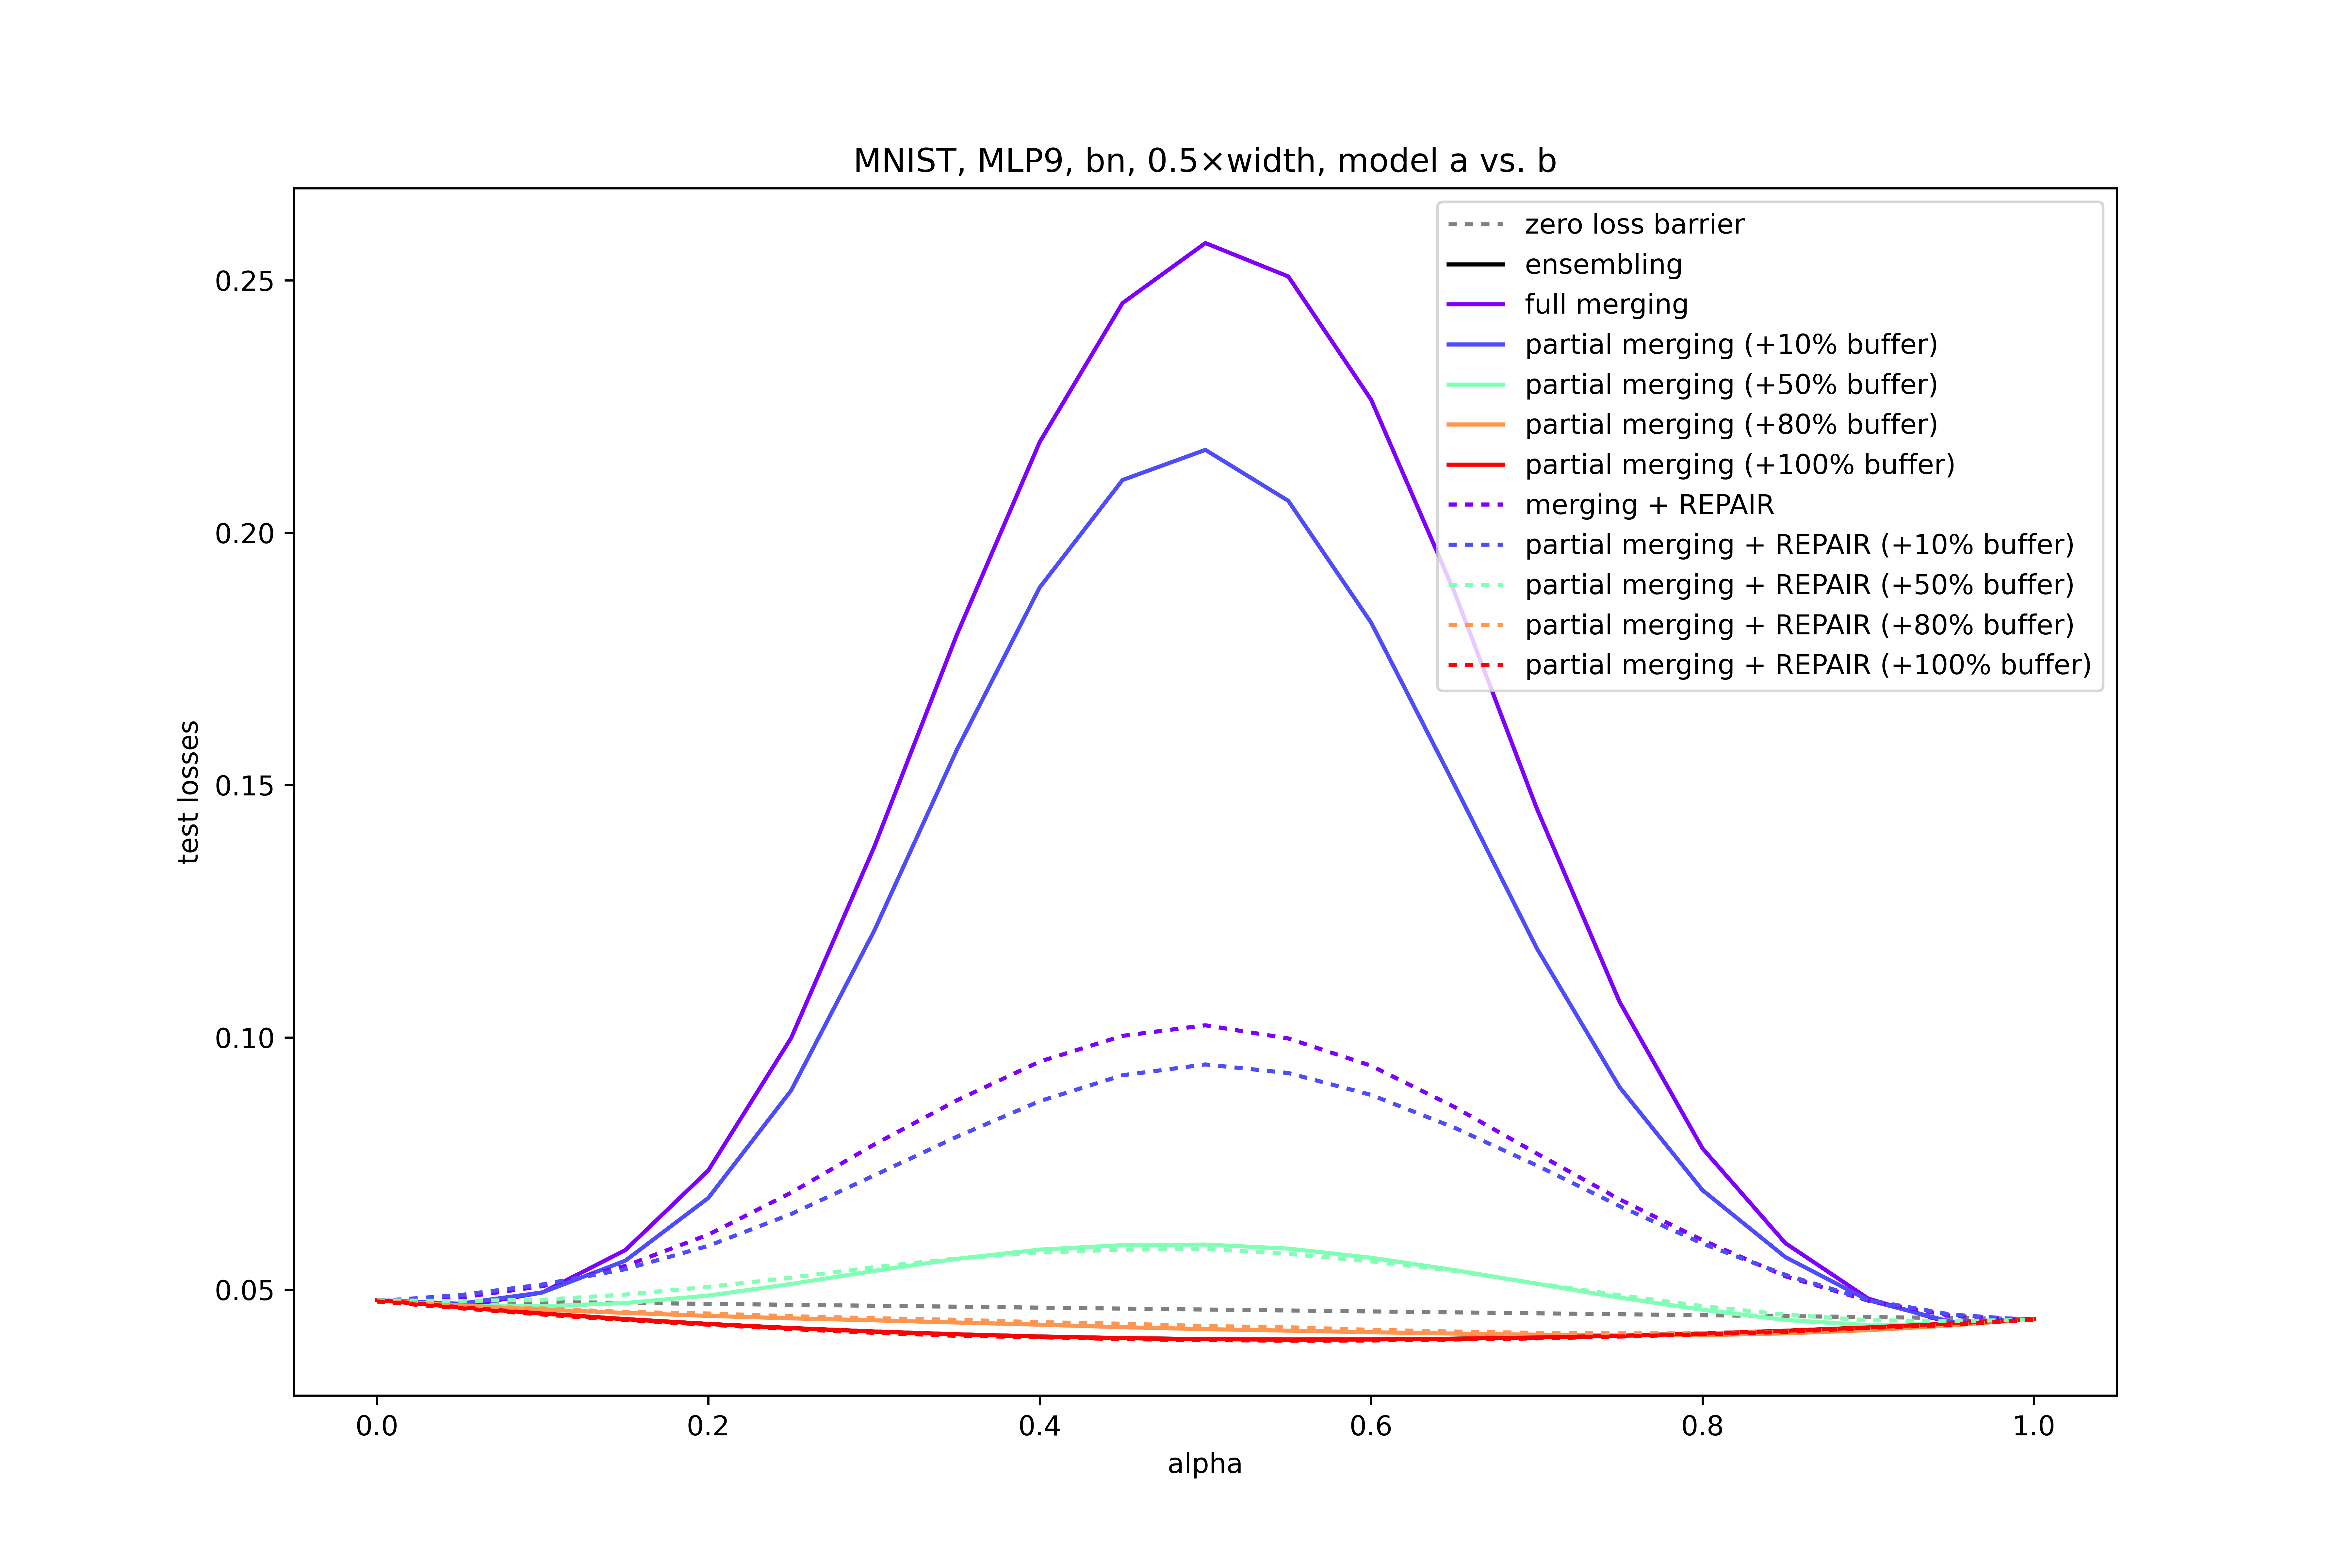 MNIST, MLP9, bn, 0.5×width, model a vs. b
zero loss barrier
ensembling
full merging
partial merging (+10% buffer)
partial merging (+50% buffer)
partial merging (+80% buffer)
partial merging (+100% buffer)
merging + REPAIR
partial merging + REPAIR (+10% buffer)
partial merging + REPAIR (+50% buffer)
partial merging + REPAIR (+80% buffer)
partial merging + REPAIR (+100% buffer)
test losses
0.25
0.20
0.15
0.10
0.05
0.0 0.2 0.4 0.6 0.8 1.0
alpha